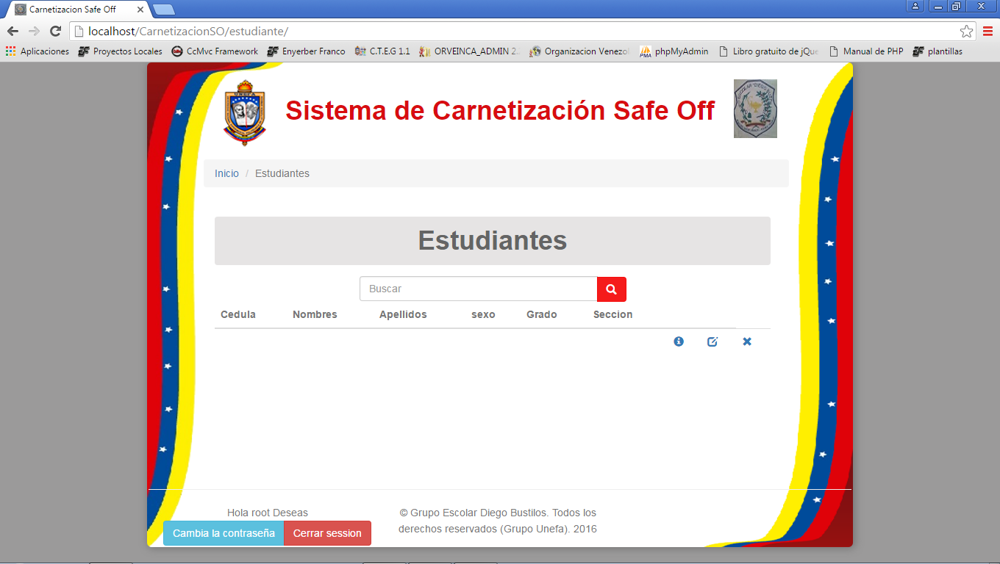 Carnetizacion Safe Off
localhost/CarnetizacionSO/estudiante/
Aplicaciones Proyectos Locales CcMvc Framework Enyerber Franco C.T.E.G 1.1 ORVEINCA_ADMIN 2. Organizacion Venezol phpMyAdmin Libro gratuito de jQue Manual de PHP plantillas
UNEFA
Sistema de Carnetización Safe Off
Inicio / Estudiantes
Estudiantes
Buscar
Cedula Nombres Apellidos sexo Grado Seccion
Hola root Deseas
Cambia la contraseña Cerrar session
© Grupo Escolar Diego Bustilos. Todos los
derechos reservados (Grupo Unefa). 2016